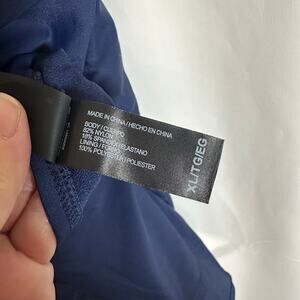 MADE IN CHINA / HECHO EN CHINA
BODY / CUERPO
82% NYLON / NYLON
18% SPANDEX/ELASTANO
LINING / FORRO
100% POLYESTER / POLIESTER
XL/TG/EG